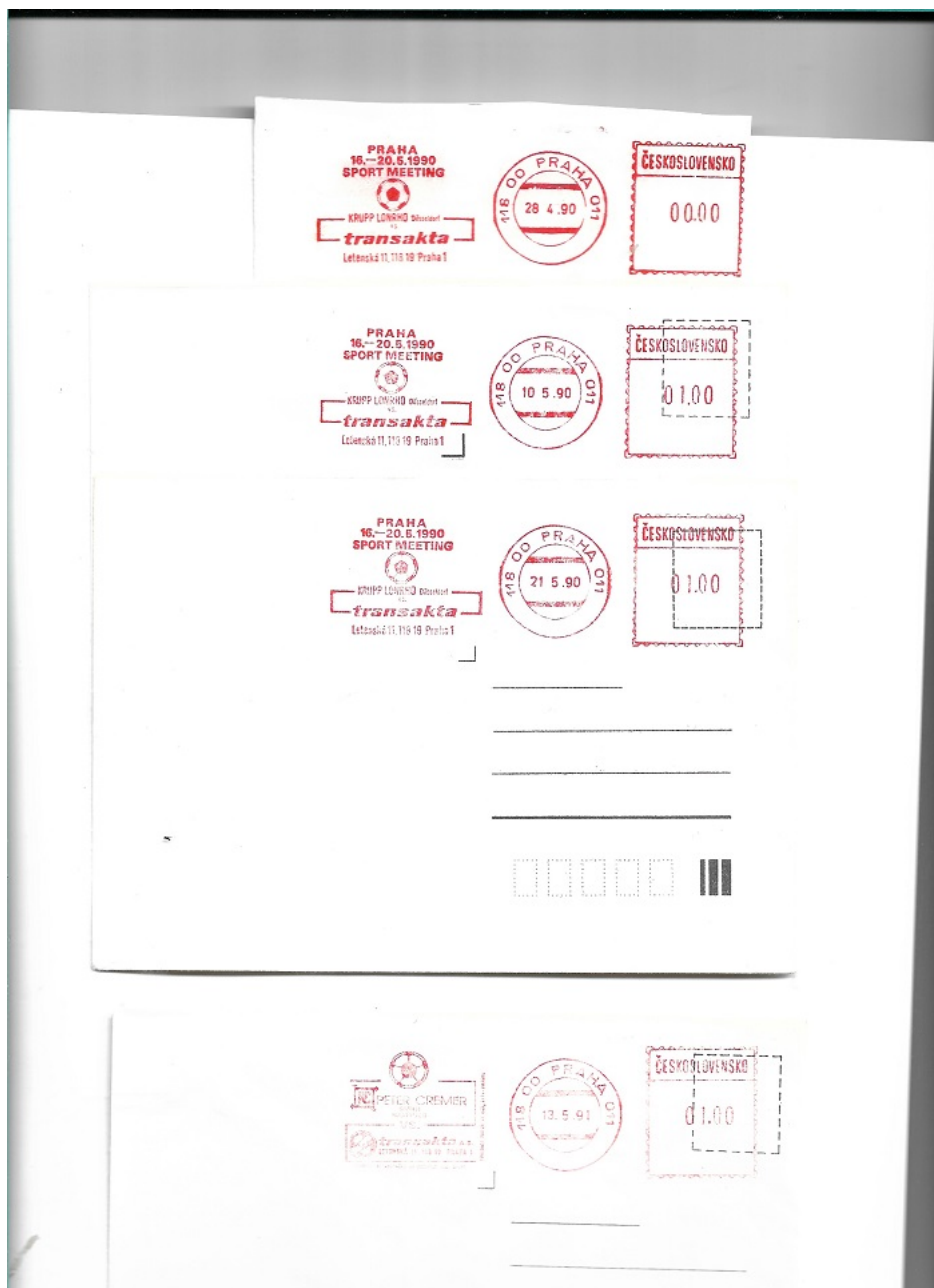 PRAHA
16.–20.5.1990
SPORT MEETING
KRUPP LONRHO Düsseldorf
vs.
transakta
Letenská 11, 118 19 Praha 1
118 00 PRAHA 011
28 4.90
ČESKOSLOVENSKO
00.00
PRAHA
16.–20.5.1990
SPORT MEETING
KRUPP LONRHO Düsseldorf
vs.
transakta
Letenská 11, 118 19 Praha 1
118 00 PRAHA 011
10 5.90
ČESKOSLOVENSKO
01.00
PRAHA
16.–20.5.1990
SPORT MEETING
KRUPP LONRHO Düsseldorf
vs.
transakta
Letenská 11, 118 19 Praha 1
118 00 PRAHA 011
21 5.90
ČESKOSLOVENSKO
01.00
PETER CREMER
transakta a.s.
118 00 PRAHA 011
13.5.91
ČESKOSLOVENSKO
01.00